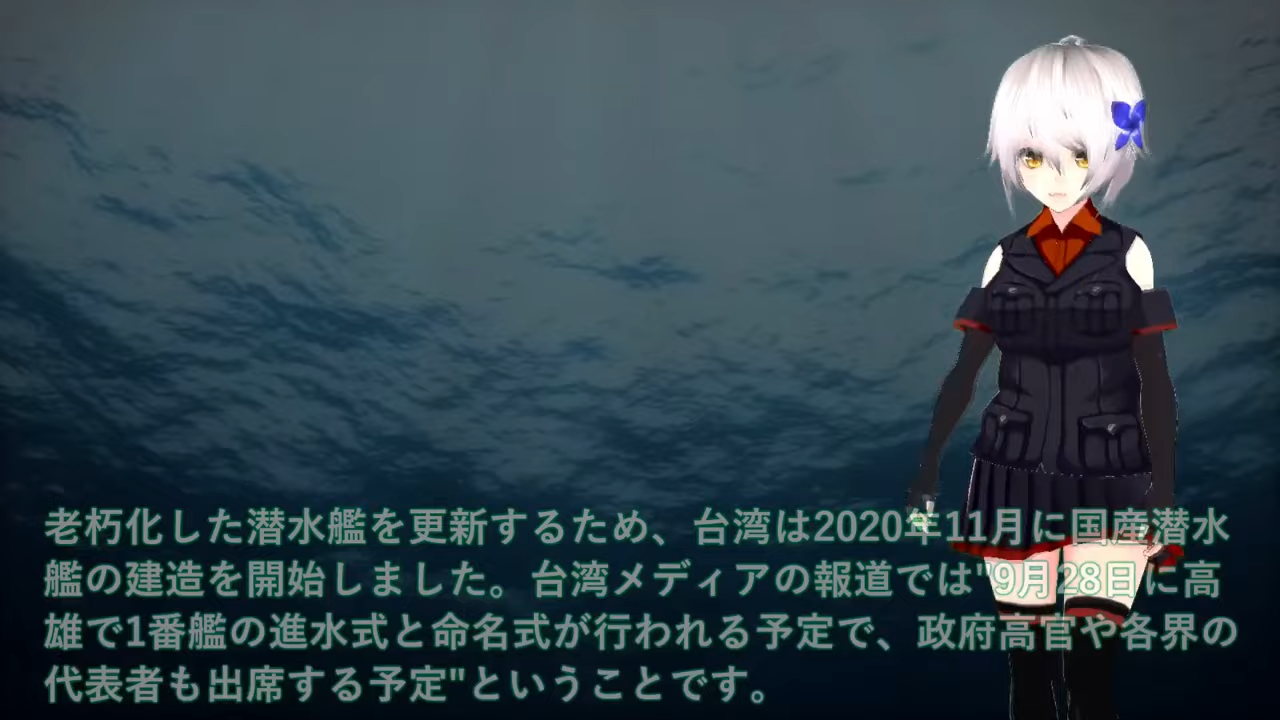 老朽化した潜水艦を更新するため、台湾は2020年11月に国産潜水
艦の建造を開始しました。台湾メディアの報道では"9月28日に高
雄で1番艦の進水式と命名式が行われる予定で、政府高官や各界の
代表者も出席する予定"ということです。